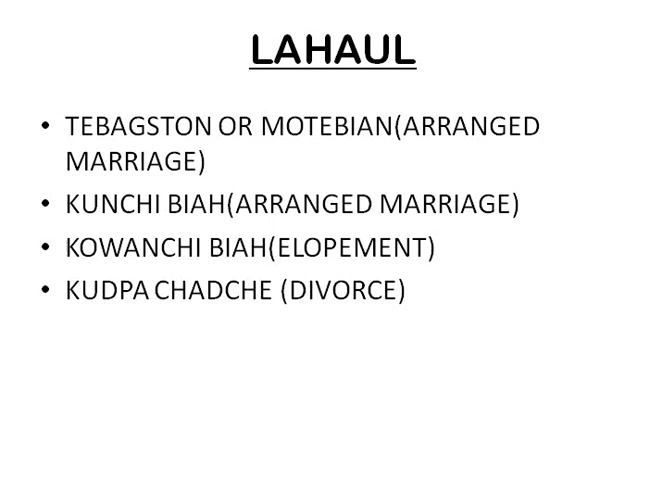 LAHAUL
• TEBAGSTON OR MOTEBIAN(ARRANGED
MARRIAGE)
• KUNCHI BIAH(ARRANGED MARRIAGE)
• KOWANCHI BIAH(ELOPEMENT)
• KUDPA CHADCHE (DIVORCE)